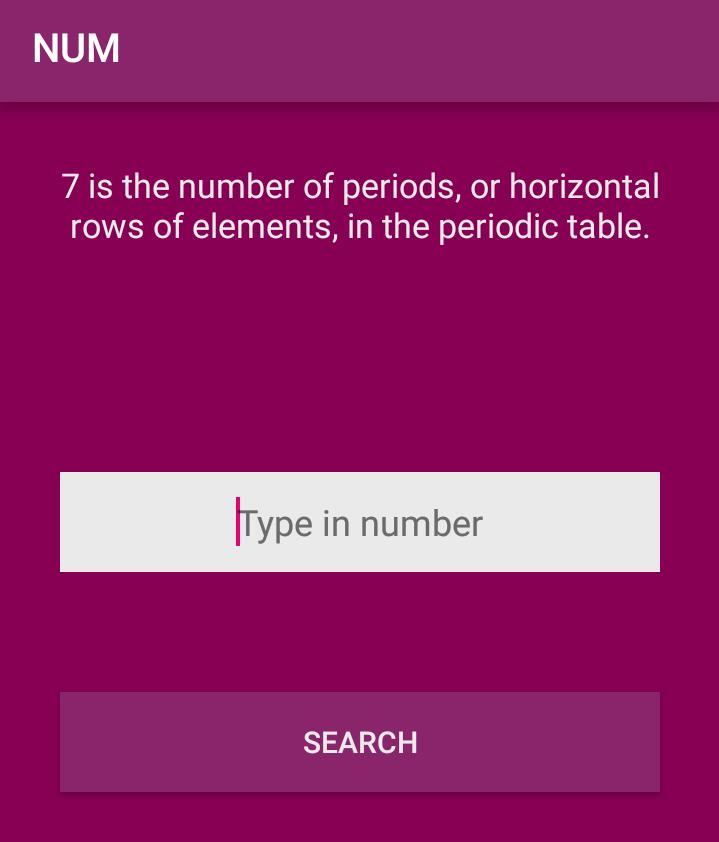 NUM
7 is the number of periods, or horizontal
rows of elements, in the periodic table.
Type in number
SEARCH